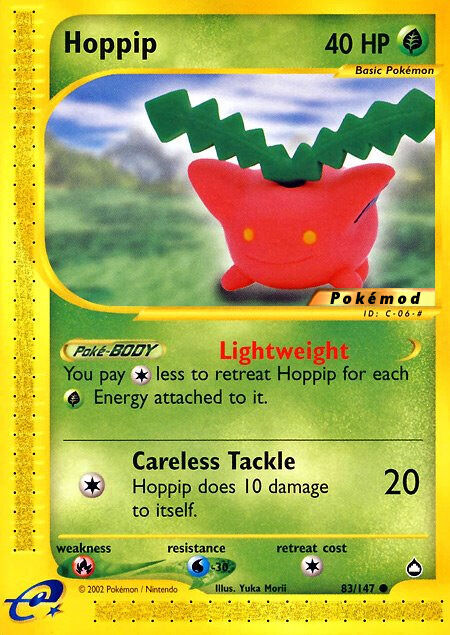 Hoppip 40 HP
Basic Pokémon
Pokémod
ID: C-06-#
Poké-BODY Lightweight
You pay less to retreat Hoppip for each
Energy attached to it.
Careless Tackle 20
Hoppip does 10 damage
to itself.
weakness resistance retreat cost
-30
© 2002 Pokémon / Nintendo Illus. Yuka Morii 83/147
e